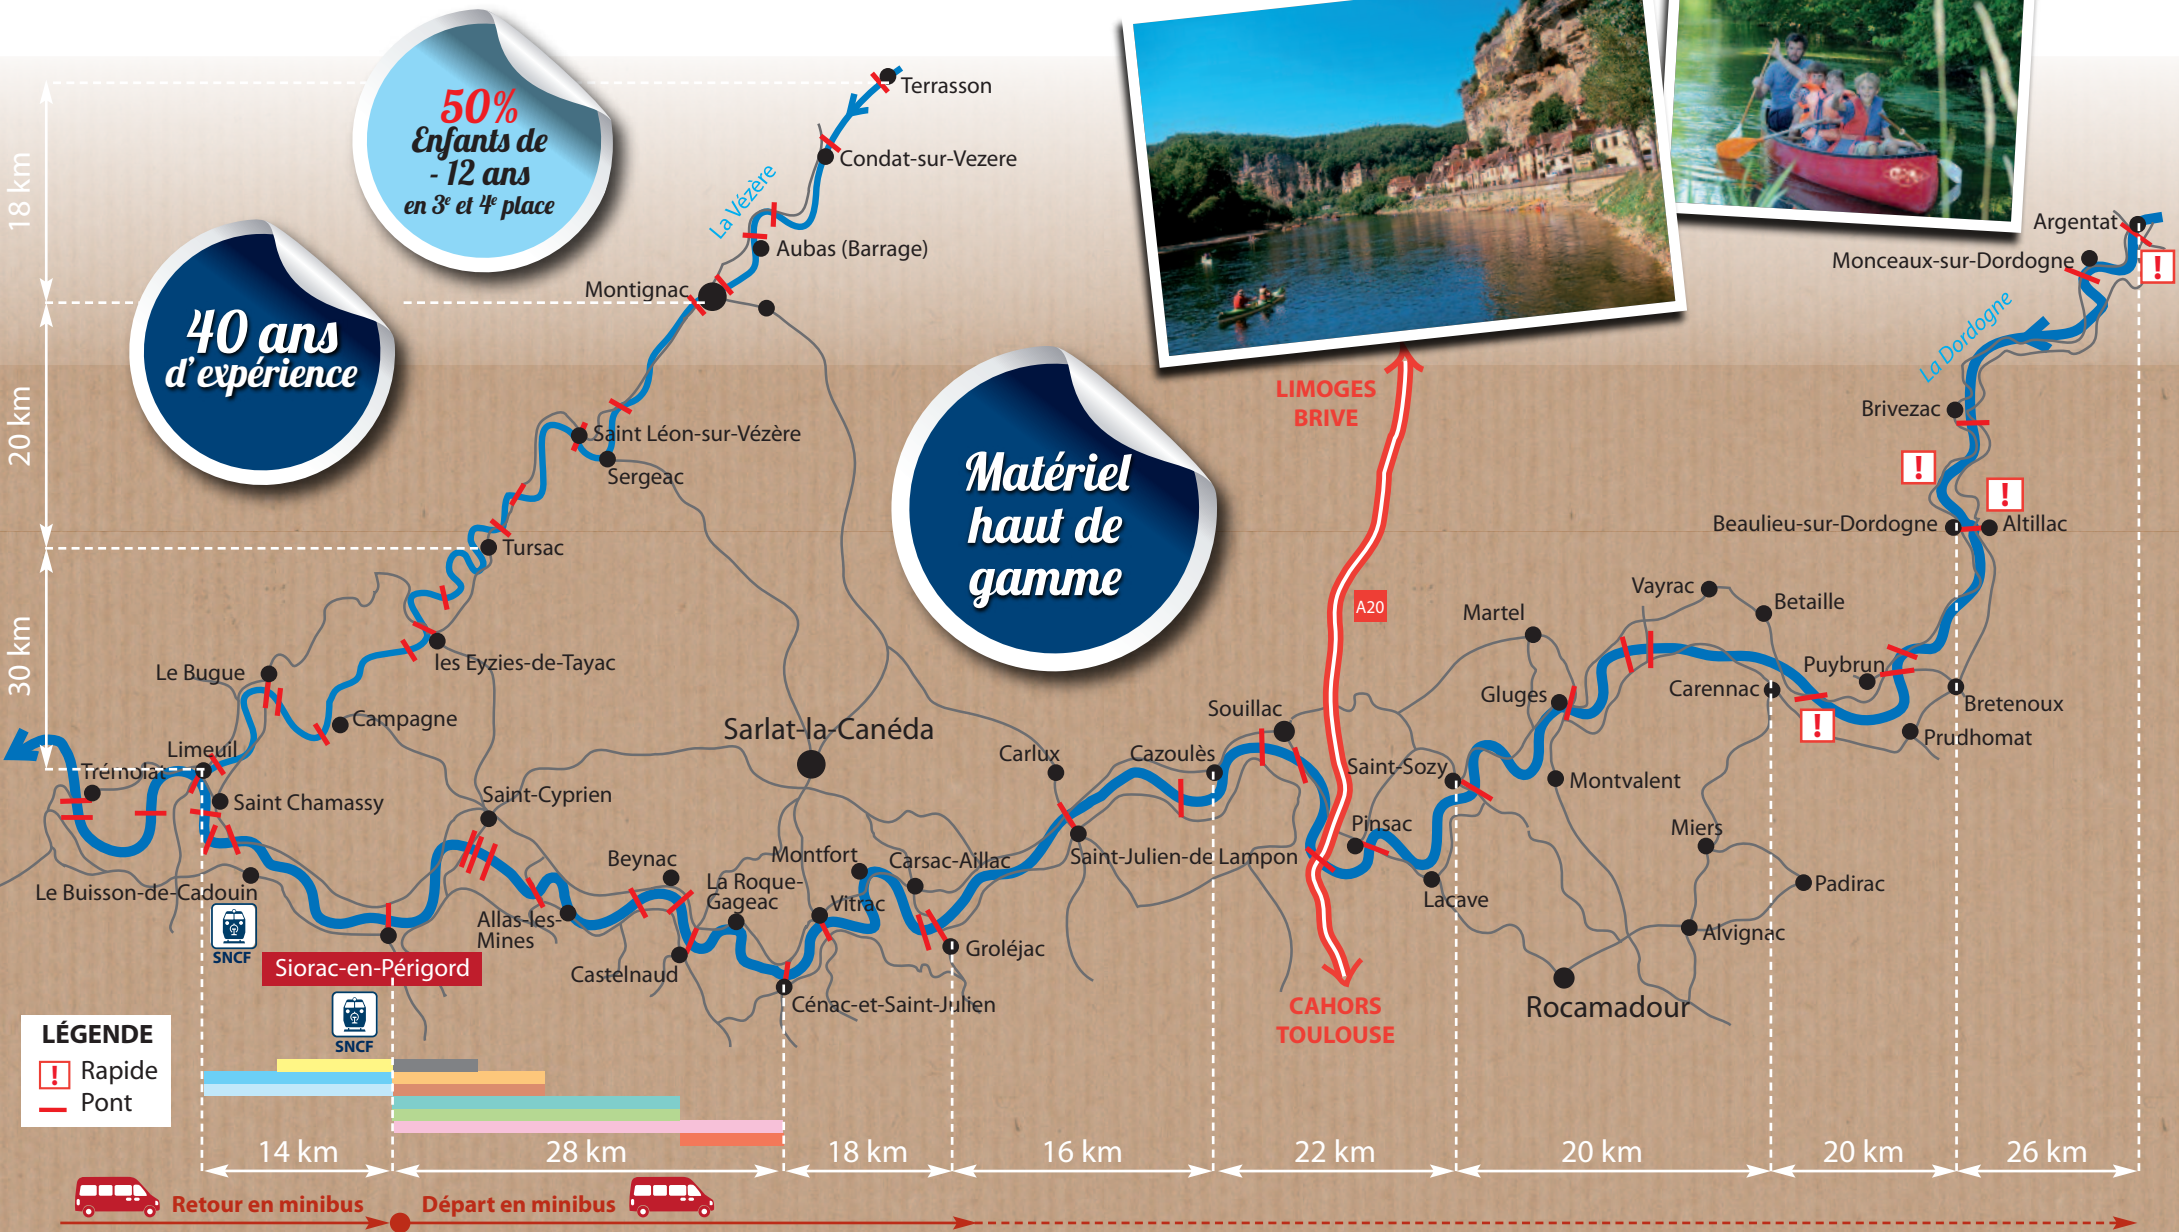 50%
Enfants de
- 12 ans
en 3e et 4e place
40 ans
d'expérience
Matériel
haut de
gamme
18 km
20 km
30 km
La Vézère
Terrasson
Condat-sur-Vezere
Aubas (Barrage)
Montignac
Saint Léon-sur-Vézère
Sergeac
Tursac
les Eyzies-de-Tayac
Le Bugue
Campagne
Limeuil
Trémolat
Saint Chamassy
Le Buisson-de-Cadouin
SNCF
Siorac-en-Périgord
SNCF
Saint-Cyprien
Allas-les-
Mines
Beynac
Castelnaud
La Roque-
Gageac
Sarlat-la-Canéda
Montfort
Vitrac
Cénac-et-Saint-Julien
Carsac-Aillac
Groléjac
Carlux
Saint-Julien-de Lampon
Cazoulès
Souillac
LIMOGES
BRIVE
A20
CAHORS
TOULOUSE
Pinsac
Saint-Sozy
Lacave
Martel
Gluges
Montvalent
Rocamadour
Miers
Padirac
Alvignac
Vayrac
Betaille
Carennac
Puybrun
Bretenoux
Prudhomat
Beaulieu-sur-Dordogne
Altillac
Brivezac
La Dordogne
Monceaux-sur-Dordogne
Argentat
!
!
!
!
LÉGENDE
! Rapide
Pont
14 km
28 km
18 km
16 km
22 km
20 km
20 km
26 km
Retour en minibus
Départ en minibus